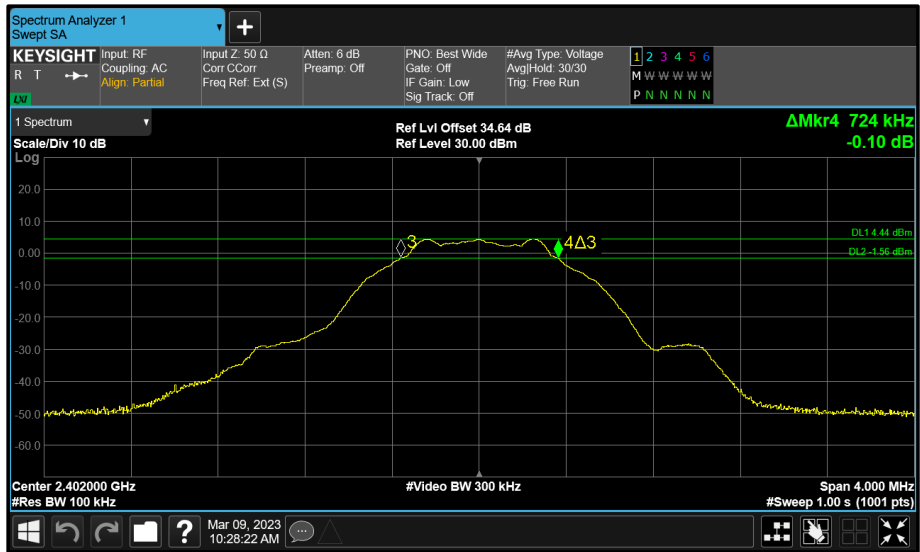 Spectrum Analyzer 1
Swept SA
+
KEYSIGHT
R T
LXI
Input: RF
Coupling: AC
Align: Partial
Input Z: 50 Ω
Corr CCorr
Freq Ref: Ext (S)
Atten: 6 dB
Preamp: Off
PNO: Best Wide
Gate: Off
IF Gain: Low
Sig Track: Off
#Avg Type: Voltage
Avg|Hold: 30/30
Trig: Free Run
1 2 3 4 5 6
M W W W W W
P N N N N N
1 Spectrum
Scale/Div 10 dB
Ref Lvl Offset 34.64 dB
Ref Level 30.00 dBm
ΔMkr4 724 kHz
-0.10 dB
Log
20.0
10.0
0.00
-10.0
-20.0
-30.0
-40.0
-50.0
-60.0
3
4Δ3
DL1 4.44 dBm
DL2 -1.56 dBm
Center 2.402000 GHz
#Res BW 100 kHz
#Video BW 300 kHz
Span 4.000 MHz
#Sweep 1.00 s (1001 pts)
?
Mar 09, 2023
10:28:22 AM